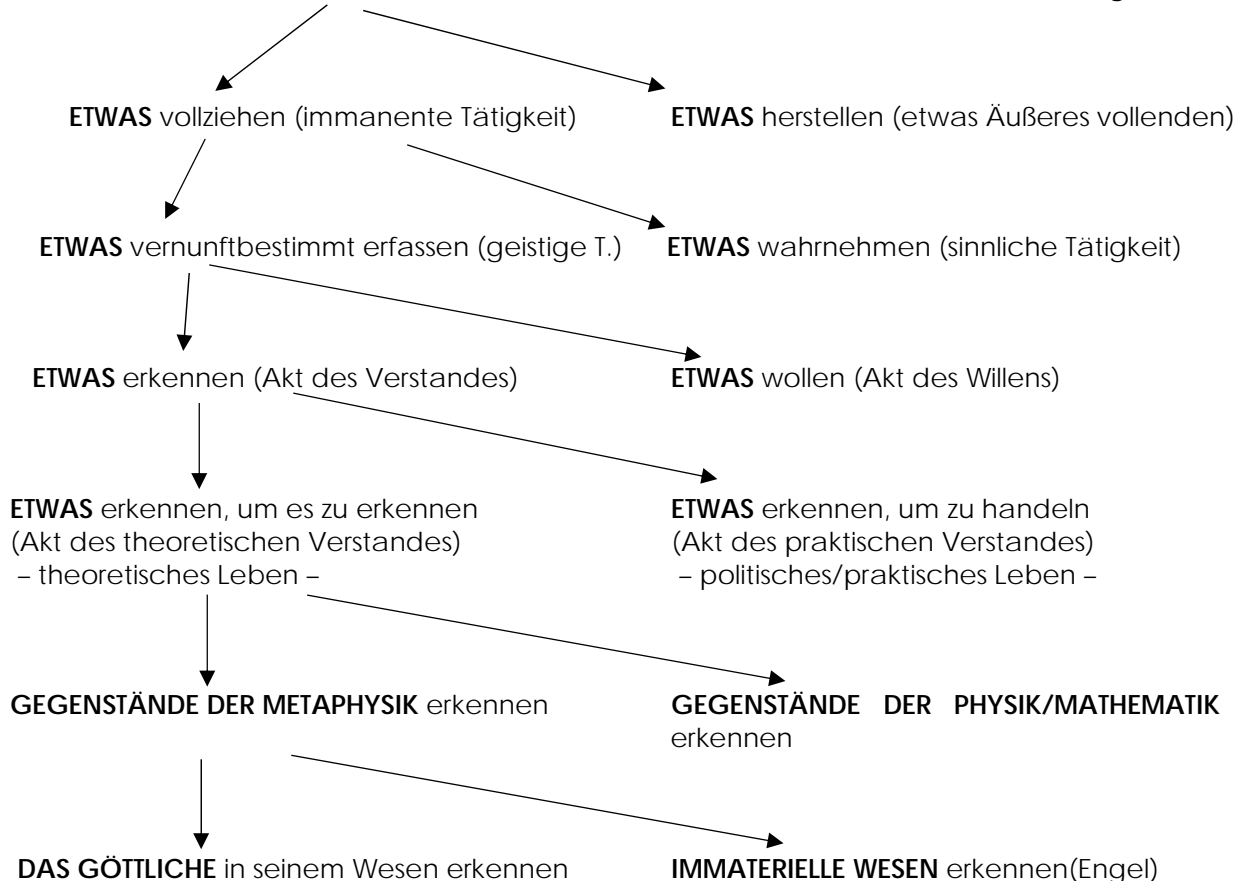 ETWAS vollziehen (immanente Tätigkeit) ETWAS herstellen (etwas Äußeres vollenden)
ETWAS vernunftbestimmt erfassen (geistige T.) ETWAS wahrnehmen (sinnliche Tätigkeit)
ETWAS erkennen (Akt des Verstandes) ETWAS wollen (Akt des Willens)
ETWAS erkennen, um es zu erkennen
(Akt des theoretischen Verstandes)
– theoretisches Leben –
ETWAS erkennen, um zu handeln
(Akt des praktischen Verstandes)
– politisches/praktisches Leben –
GEGENSTÄNDE DER METAPHYSIK erkennen
GEGENSTÄNDE DER PHYSIK/MATHEMATIK
erkennen
DAS GÖTTLICHE in seinem Wesen erkennen IMMATERIELLE WESEN erkennen(Engel)